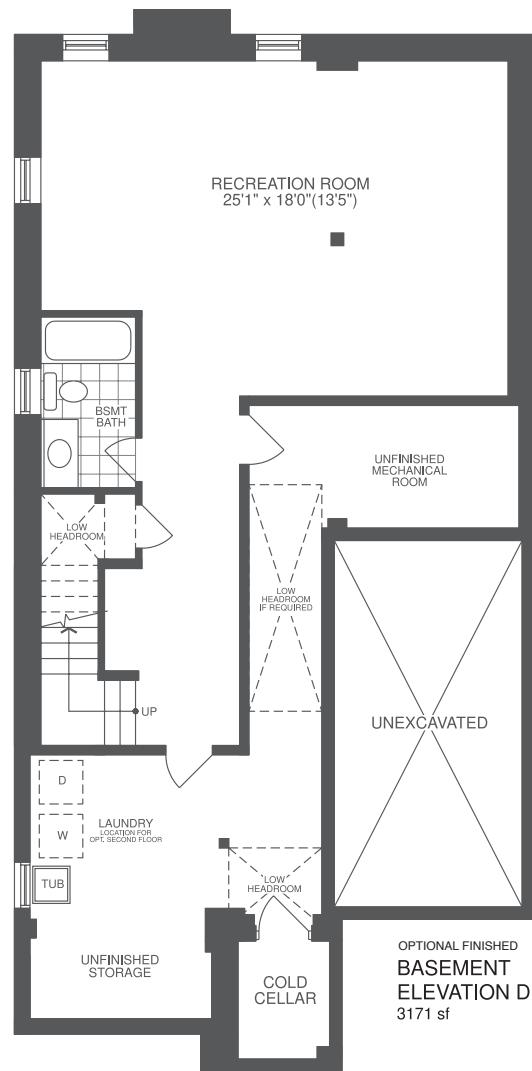 RECREATION ROOM
25'1" x 18'0"(13'5")
BSMT
BATH
UNFINISHED
MECHANICAL
ROOM
LOW
HEADROOM
LOW
HEADROOM
IF REQUIRED
UP
UNEXCAVATED
D
W
TUB
LAUNDRY
LOCATION FOR
OPT. SECOND FLOOR
LOW
HEADROOM
UNFINISHED
STORAGE
COLD
CELLAR
OPTIONAL FINISHED
BASEMENT
ELEVATION D
3171 sf